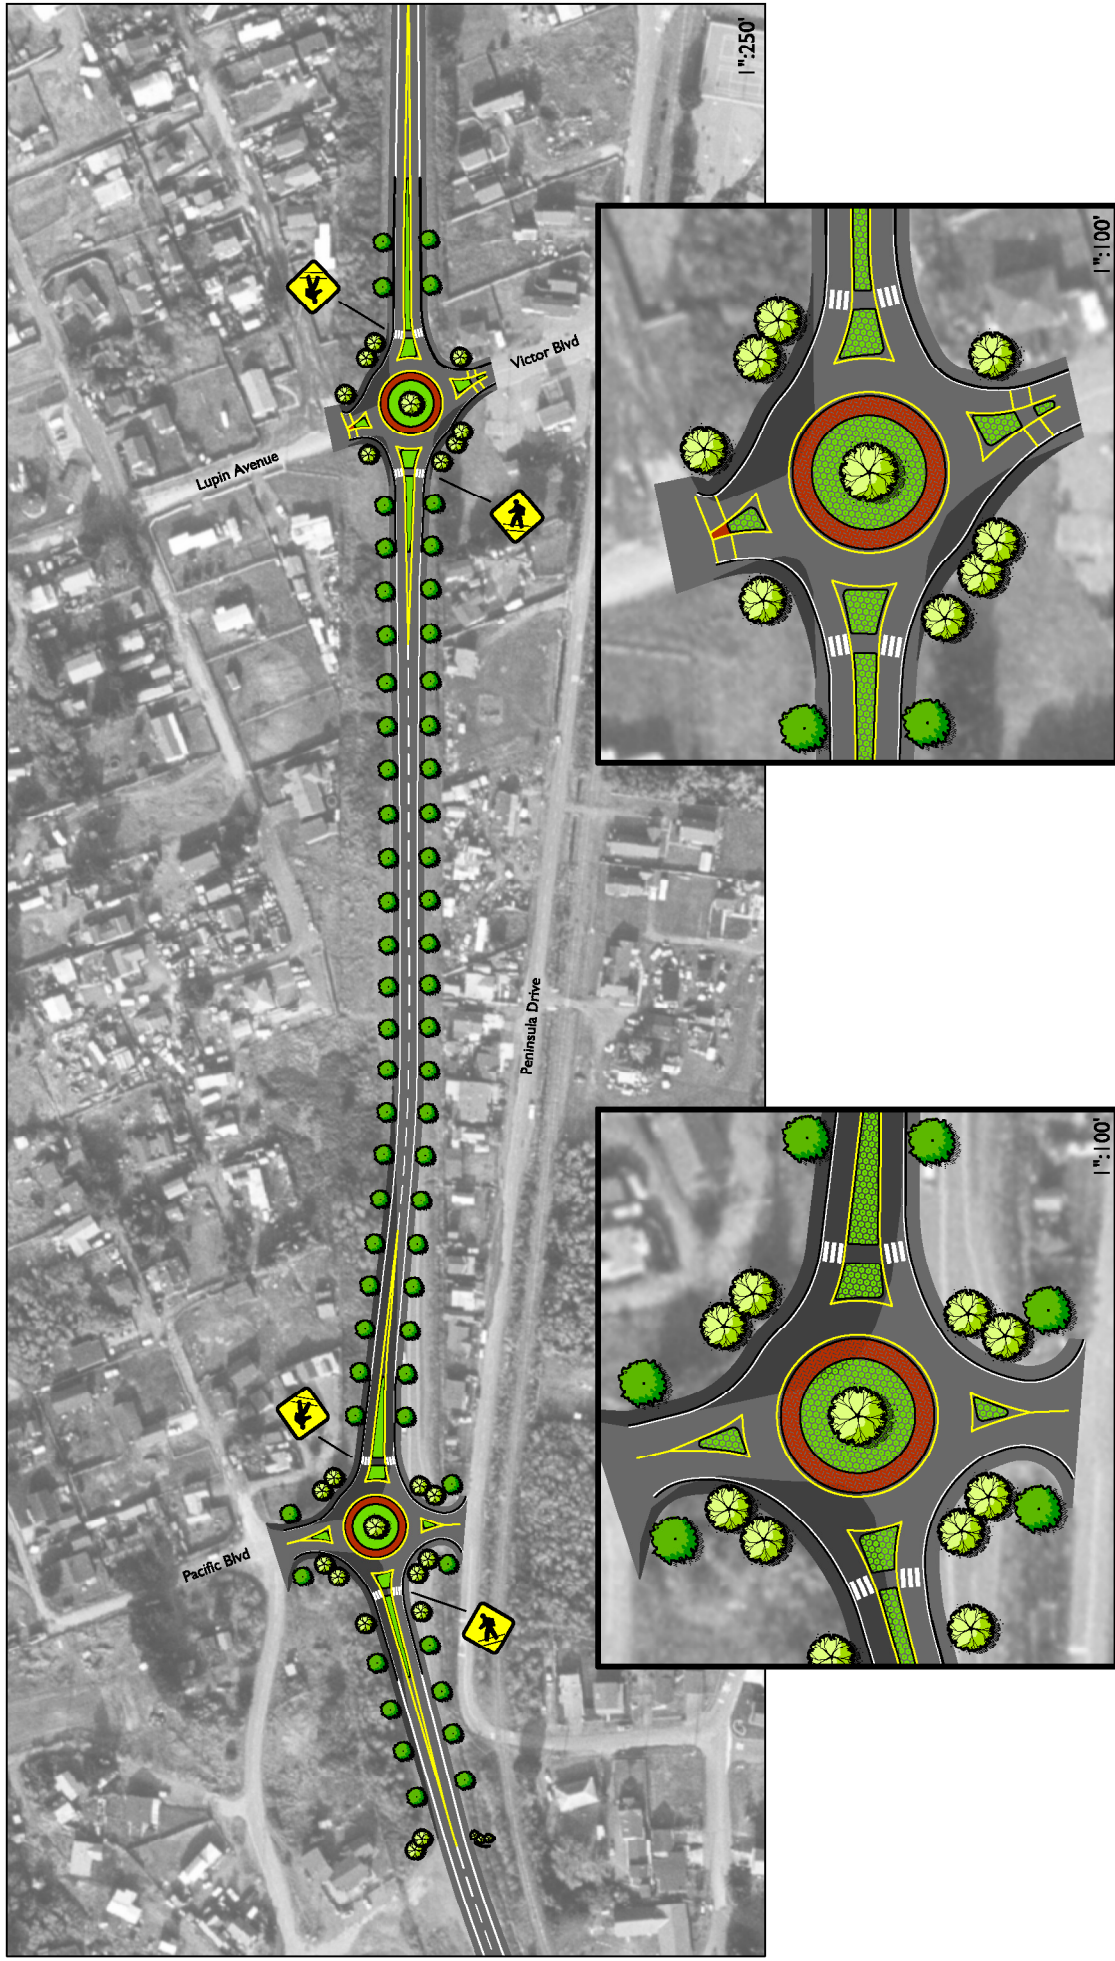 1":250'
Victor Blvd
Lupin Avenue
1":100'
Peninsula Drive
1":100'
Pacific Blvd